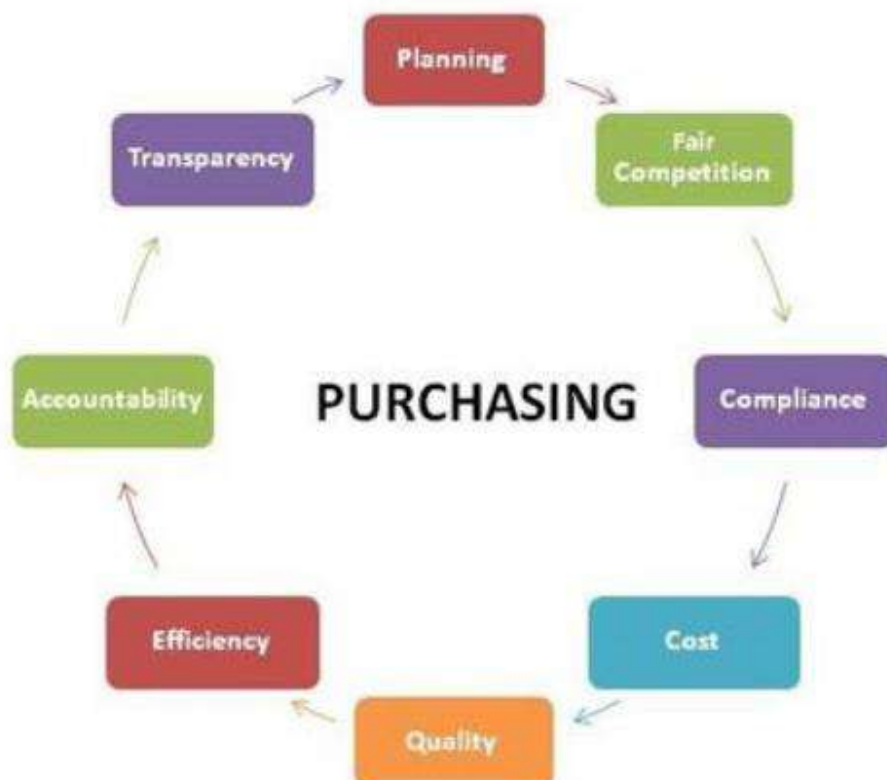 Planning
Fair
Competition
Compliance
Cost
Quality
Efficiency
Accountability
Transparency
PURCHASING